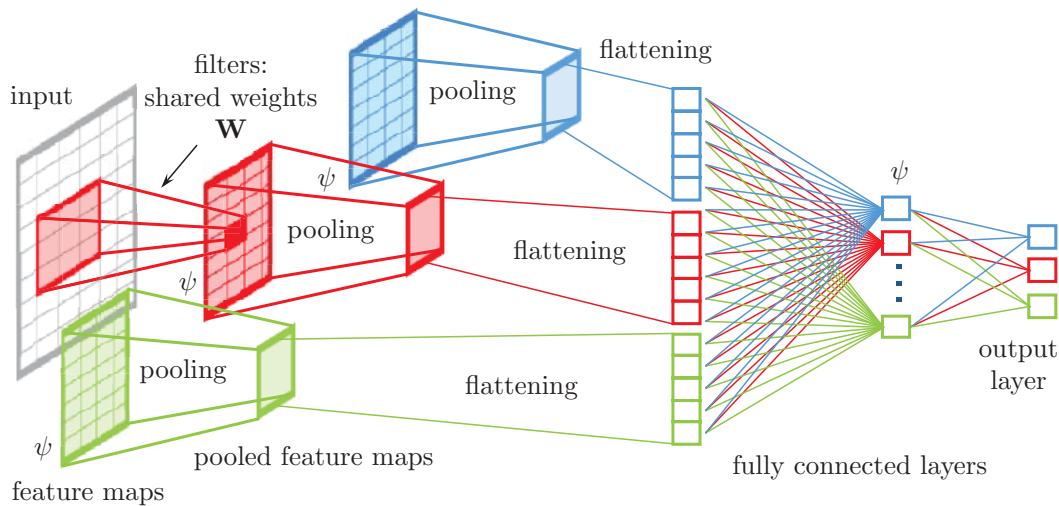 flattening
filters:
shared weights
W
input
pooling
ψ
ψ
pooling
flattening
ψ
pooling
flattening
output
layer
ψ
pooled feature maps
fully connected layers
feature maps